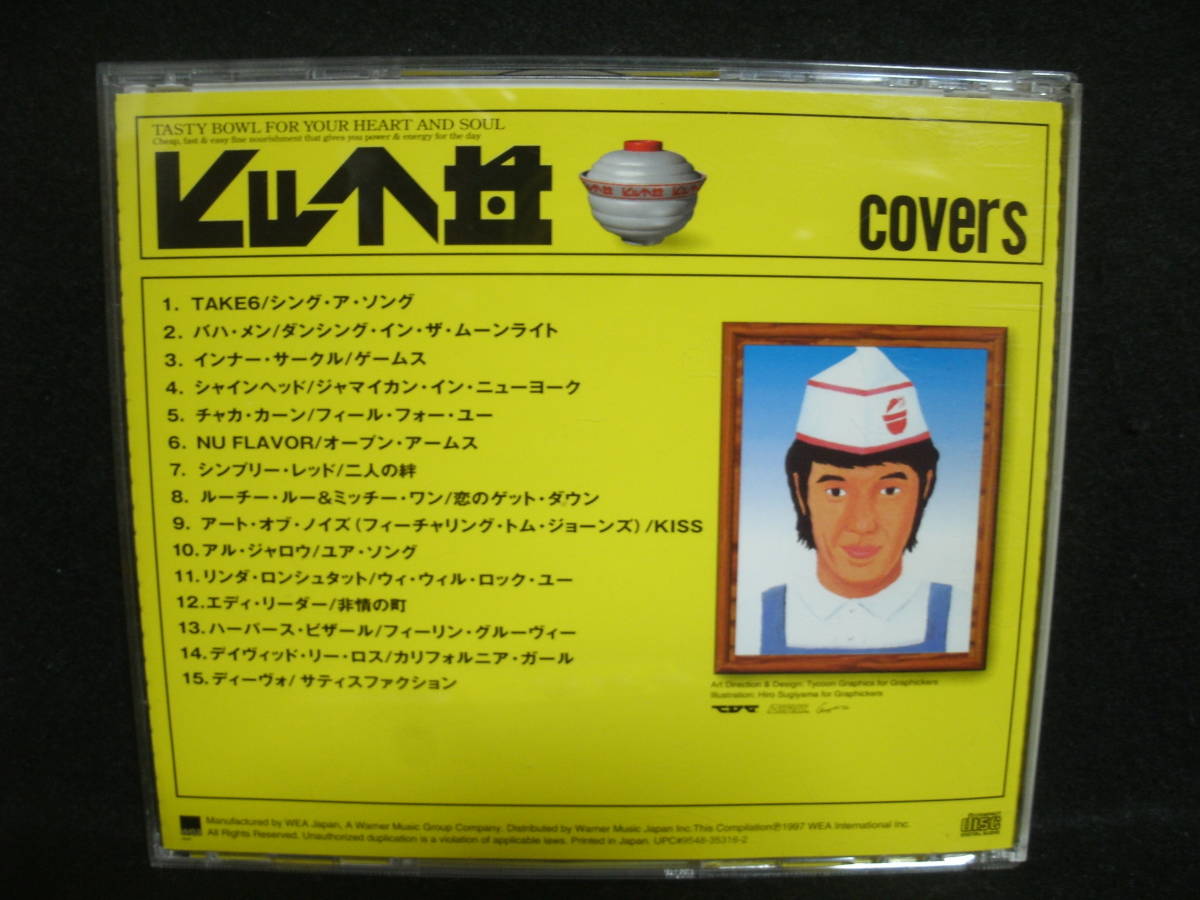 TASTY BOWL FOR YOUR HEART AND SOUL
Cheap, fast & easy fine nourishment that gives you power & energy for the day
covers
1. TAKE6/シング・ア・ソング
2. バハ・メン/ダンシング・イン・ザ・ムーンライト
3. インナー・サークル/ゲームス
4. シャインヘッド/ジャマイカン・イン・ニューヨーク
5. チャカ・カーン/フィール・フォー・ユー
6. NU FLAVOR/オープン・アームス
7. シンプリー・レッド/二人の絆
8. ルーチー・ルー&ミッチー・ワン/恋のゲット・ダウン
9. アート・オブ・ノイズ(フィーチャリング・トム・ジョーンズ)/KISS
10. アル・ジャロウ/ユア・ソング
11. リンダ・ロンシュタット/ウィ・ウィル・ロック・ユー
12. エディ・リーダー/非情の町
13. ハーパース・ビザール/フィーリン・グルーヴィー
14. デイヴィッド・リー・ロス/カリフォルニア・ガール
15. ディーヴォ/サティスファクション
Art Direction & Design: Tycoon Graphics for Graphickers
Illustration: Hiro Sugiyama for Graphickers
Manufactured by WEA Japan, A Warner Music Group Company. Distributed by Warner Music Japan Inc. This Compilation℗1997 WEA International Inc.
All Rights Reserved. Unauthorized duplication is a violation of applicable laws. Printed in Japan. UPC#9548-35316-2
COMPACT
disc
DIGITAL AUDIO